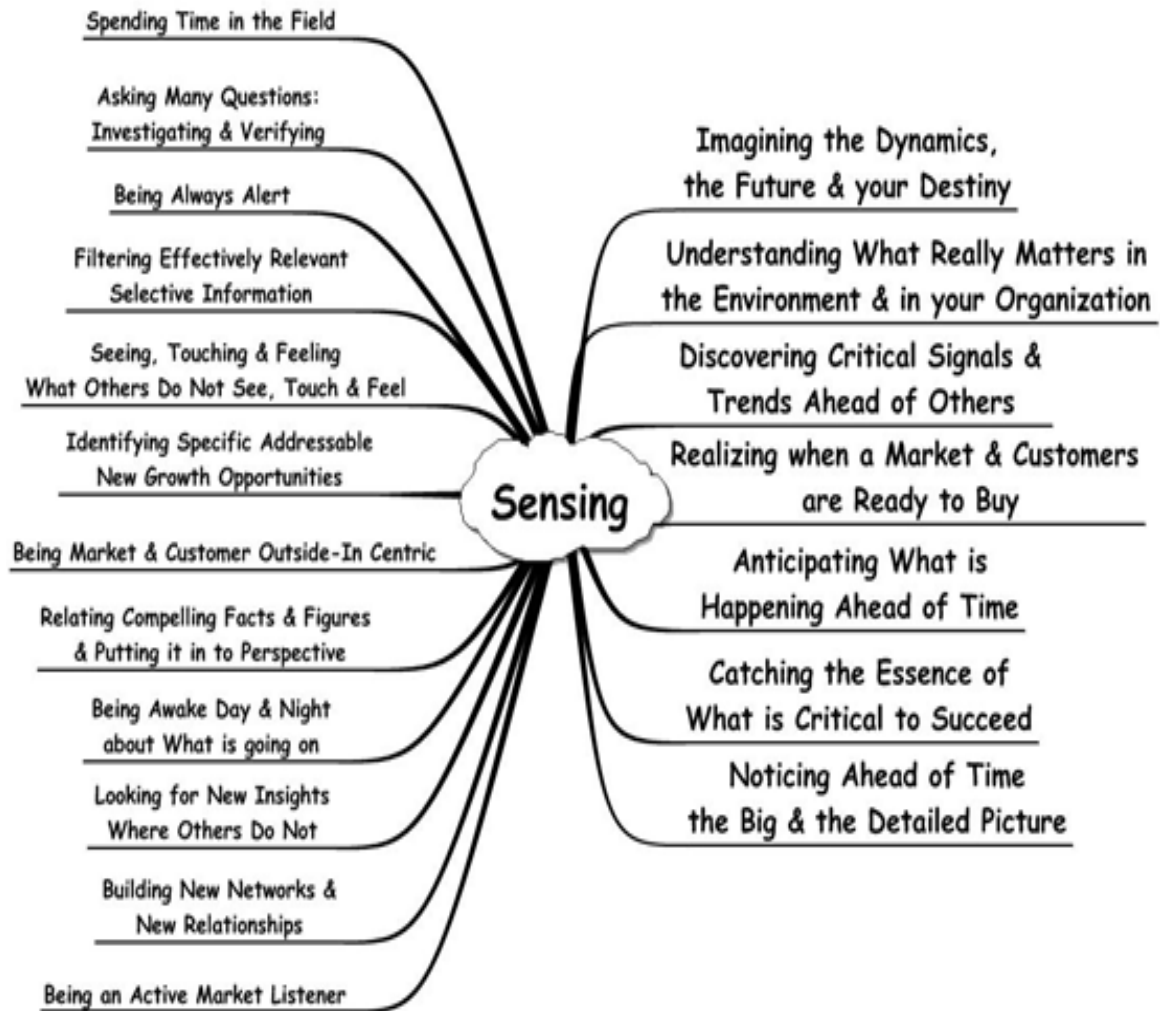 Spending Time in the Field
Asking Many Questions:
Investigating & Verifying
Being Always Alert
Filtering Effectively Relevant
Selective Information
Seeing, Touching & Feeling
What Others Do Not See, Touch & Feel
Identifying Specific Addressable
New Growth Opportunities
Being Market & Customer Outside-In Centric
Relating Compelling Facts & Figures
& Putting it in to Perspective
Being Awake Day & Night
about What is going on
Looking for New Insights
Where Others Do Not
Building New Networks &
New Relationships
Being an Active Market Listener
Sensing
Imagining the Dynamics,
the Future & your Destiny
Understanding What Really Matters in
the Environment & in your Organization
Discovering Critical Signals &
Trends Ahead of Others
Realizing when a Market & Customers
are Ready to Buy
Anticipating What is
Happening Ahead of Time
Catching the Essence of
What is Critical to Succeed
Noticing Ahead of Time
the Big & the Detailed Picture